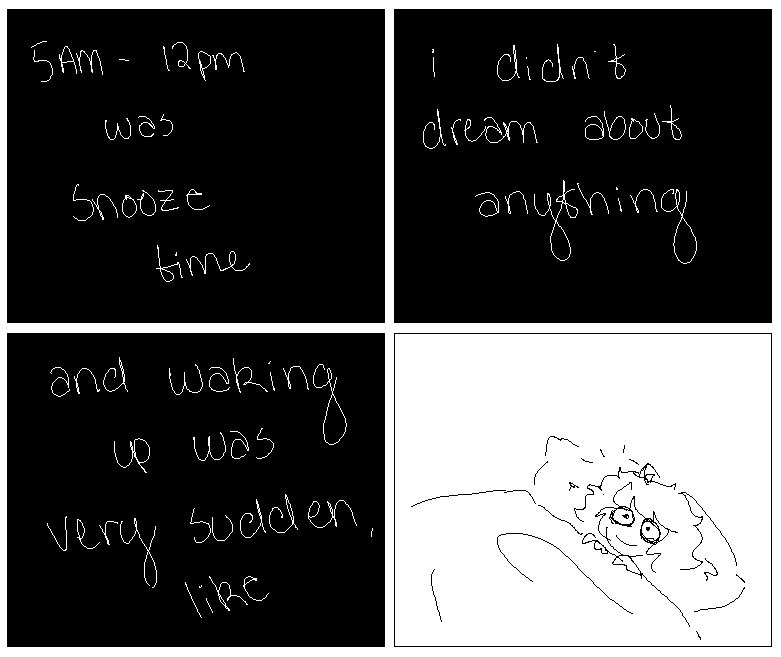 5AM - 12pm
was
snooze
time
i didn't
dream about
anything
and waking
up was
very sudden,
like